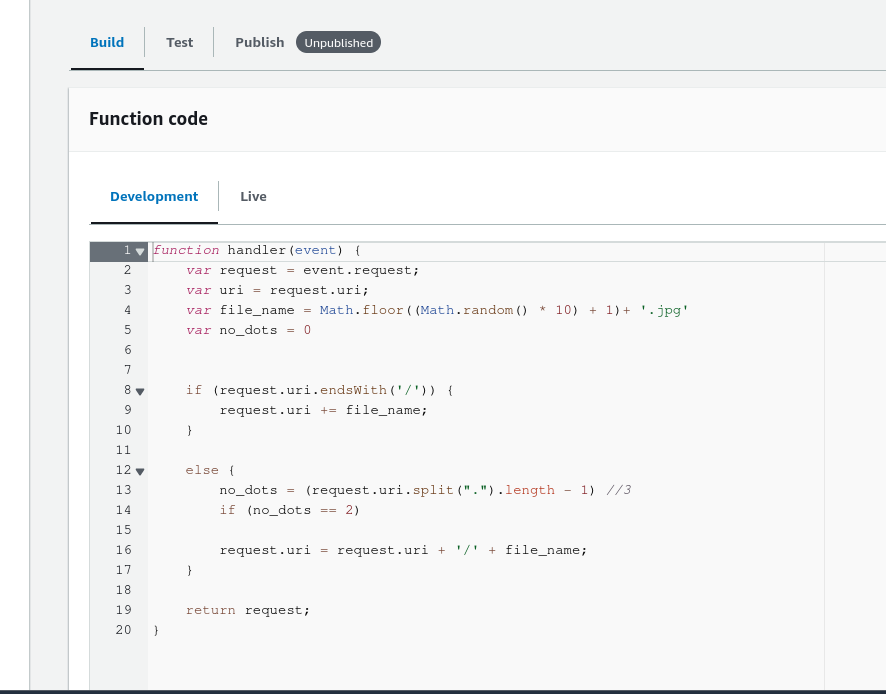 Build Test Publish Unpublished
Function code
Development Live
1 function handler(event) {
2     var request = event.request;
3     var uri = request.uri;
4     var file_name = Math.floor((Math.random() * 10) + 1)+ '.jpg'
5     var no_dots = 0
6
7
8     if (request.uri.endsWith('/')) {
9         request.uri += file_name;
10     }
11
12     else {
13         no_dots = (request.uri.split(".").length - 1) //3
14         if (no_dots == 2)
15
16         request.uri = request.uri + '/' + file_name;
17     }
18
19     return request;
20 }